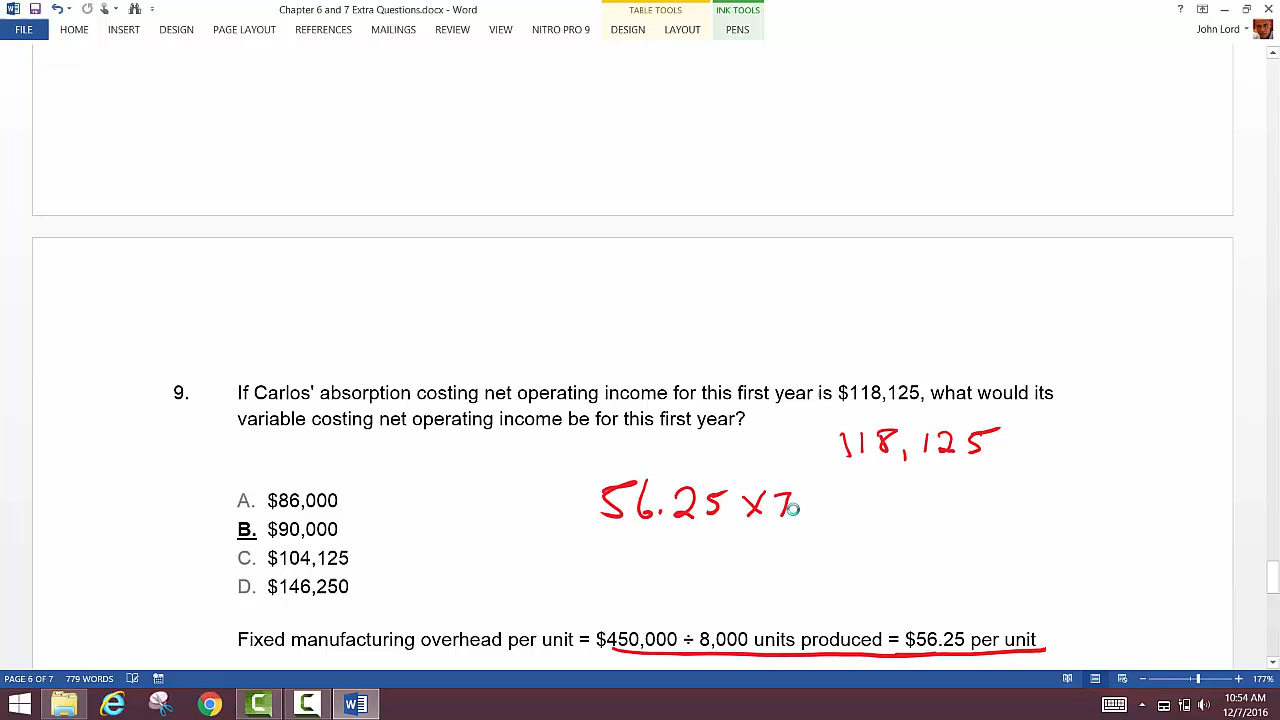 Chapter 6 and 7 Extra Questions.docx - Word
TABLE TOOLS
INK TOOLS
?
FILE
HOME
INSERT
DESIGN
PAGE LAYOUT
REFERENCES
MAILINGS
REVIEW
VIEW
NITRO PRO 9
DESIGN
LAYOUT
PENS
John Lord
9. If Carlos' absorption costing net operating income for this first year is $118,125, what would its
variable costing net operating income be for this first year?
118,125
A. $86,000
56.25 x 7
B. $90,000
C. $104,125
D. $146,250
Fixed manufacturing overhead per unit = $450,000 ÷ 8,000 units produced = $56.25 per unit
PAGE 6 OF 7
779 WORDS
177%
10:54 AM
12/7/2016